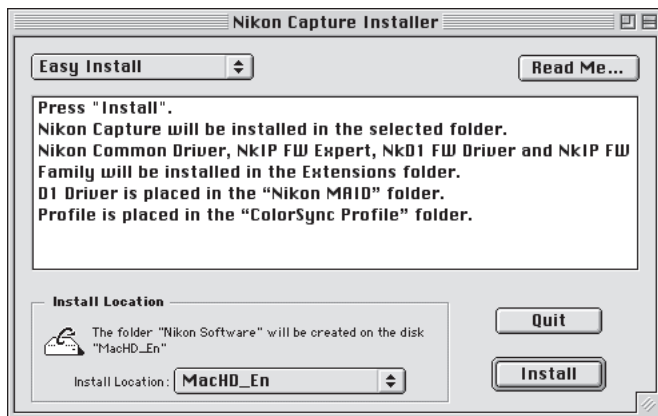 Nikon Capture Installer
Easy Install
Read Me...
Press "Install".
Nikon Capture will be installed in the selected folder.
Nikon Common Driver, NkIP FW Expert, NkD1 FW Driver and NkIP FW
Family will be installed in the Extensions folder.
D1 Driver is placed in the “Nikon MAID” folder.
Profile is placed in the “ColorSync Profile” folder.
Install Location
The folder "Nikon Software" will be created on the disk
"MacHD_En"
Install Location: MacHD_En
Quit
Install